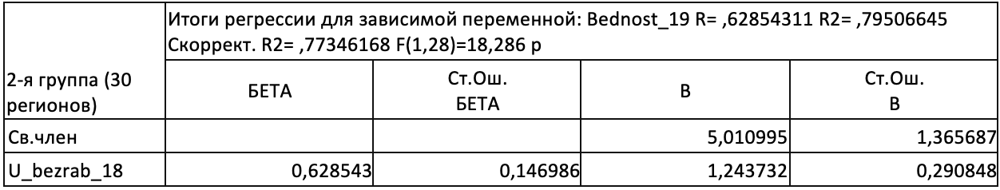 Итоги регрессии для зависимой переменной: Bednost_19 R= ,62854311 R2= ,79506645
Скоррект. R2= ,77346168 F(1,28)=18,286 p
2-я группа (30
регионов)
БЕТА
Ст.Ош.
БЕТА
B
Ст.Ош.
B
Св.член 5,010995 1,365687
U_bezrab_18 0,628543 0,146986 1,243732 0,290848